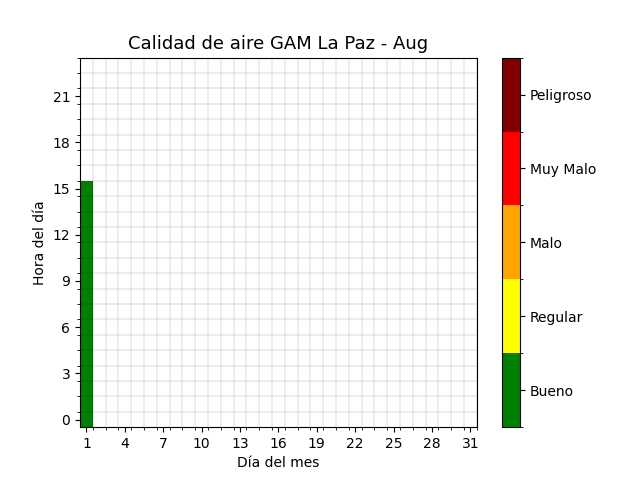 Calidad de aire GAM La Paz - Aug
Hora del día
21
18
15
12
9
6
3
0
1 4 7 10 13 16 19 22 25 28 31
Día del mes
Peligroso
Muy Malo
Malo
Regular
Bueno